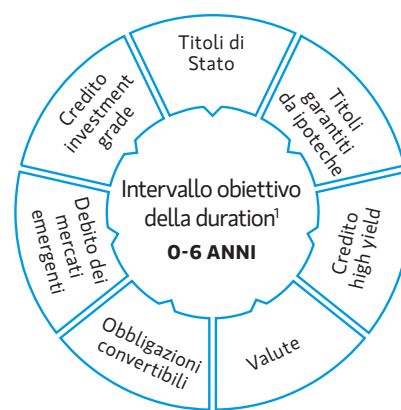 Titoli di
Stato
Titoli
garantiti
da ipoteche
Credito
high yield
Valute
Obbligazioni
convertibili
Debito dei
mercati
emergenti
Credito
investment
grade
Intervallo obiettivo
della duration¹
0-6 ANNI